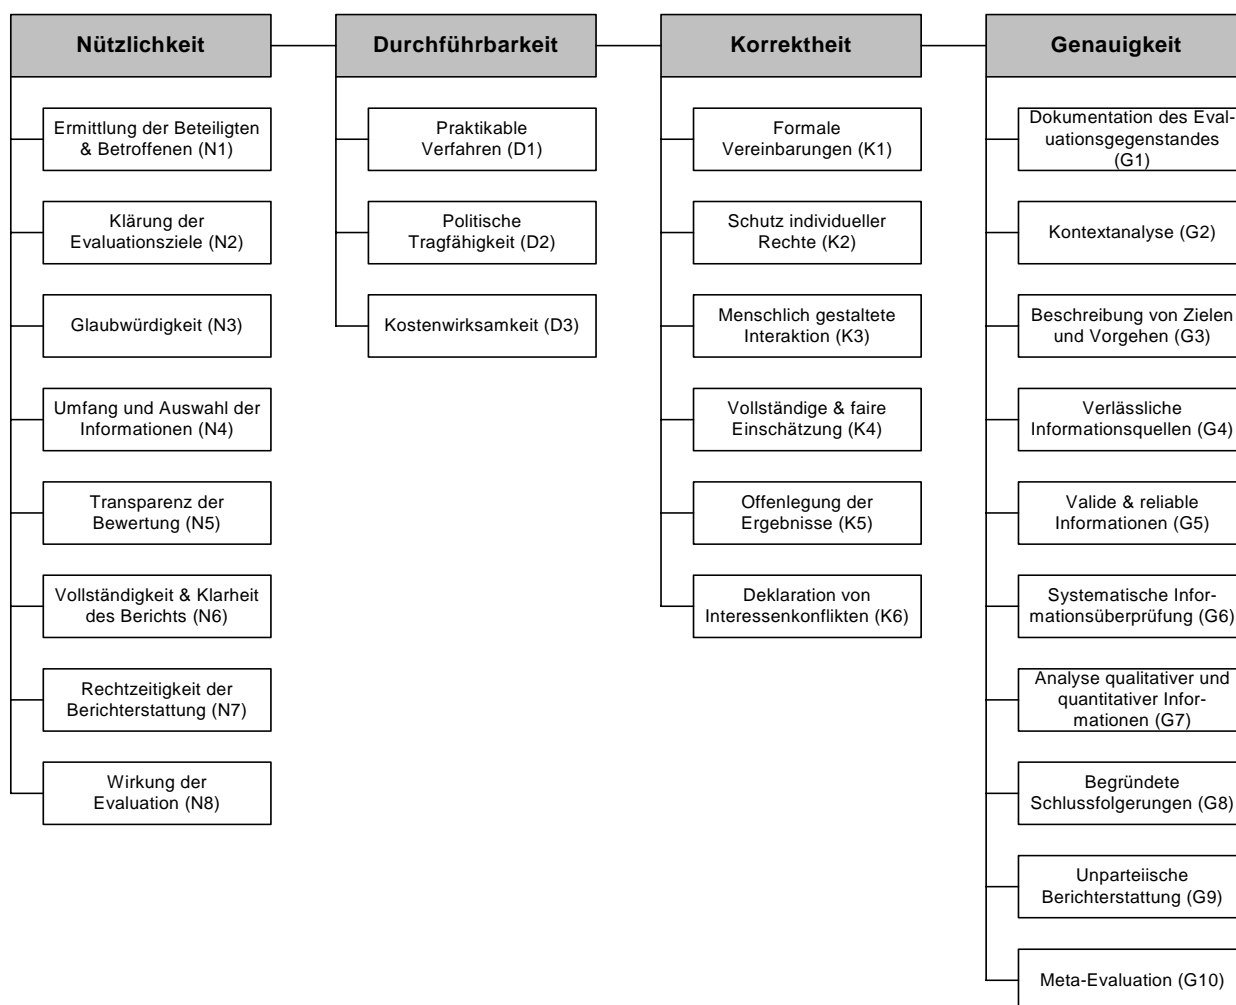 Nützlichkeit
Ermittlung der Beteiligten
& Betroffenen (N1)
Klärung der
Evaluationsziele (N2)
Glaubwürdigkeit (N3)
Umfang und Auswahl der
Informationen (N4)
Transparenz der
Bewertung (N5)
Vollständigkeit & Klarheit
des Berichts (N6)
Rechtzeitigkeit der
Berichterstattung (N7)
Wirkung der
Evaluation (N8)
Durchführbarkeit
Praktikable
Verfahren (D1)
Politische
Tragfähigkeit (D2)
Kostenwirksamkeit (D3)
Korrektheit
Formale
Vereinbarungen (K1)
Schutz individueller
Rechte (K2)
Menschlich gestaltete
Interaktion (K3)
Vollständige & faire
Einschätzung (K4)
Offenlegung der
Ergebnisse (K5)
Deklaration von
Interessenkonflikten (K6)
Genauigkeit
Dokumentation des Eval-
uationsgegenstandes
(G1)
Kontextanalyse (G2)
Beschreibung von Zielen
und Vorgehen (G3)
Verlässliche
Informationsquellen (G4)
Valide & reliable
Informationen (G5)
Systematische Infor-
mationsüberprüfung (G6)
Analyse qualitativer und
quantitativer Infor-
mationen (G7)
Begründete
Schlussfolgerungen (G8)
Unparteiische
Berichterstattung (G9)
Meta-Evaluation (G10)